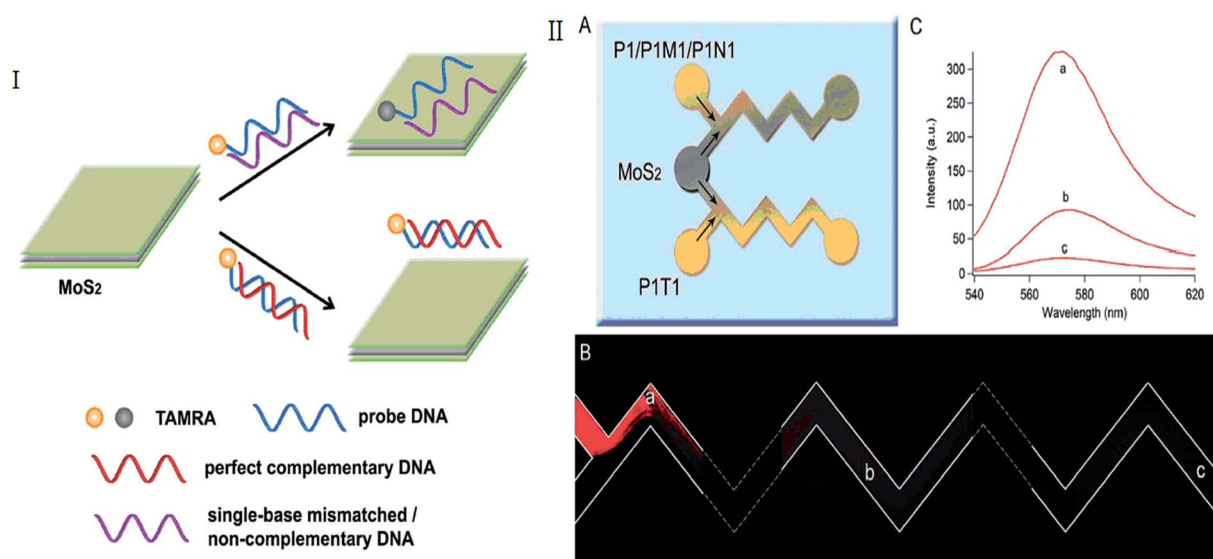 I
MoS2
TAMRA
probe DNA
perfect complementary DNA
single-base mismatched /
non-complementary DNA
II
A
P1/P1M1/P1N1
MoS2
P1T1
C
Intensity (a.u.)
300
250
200
150
100
50
0
a
b
c
540 560 580 600 620
Wavelength (nm)
B
a
b
c